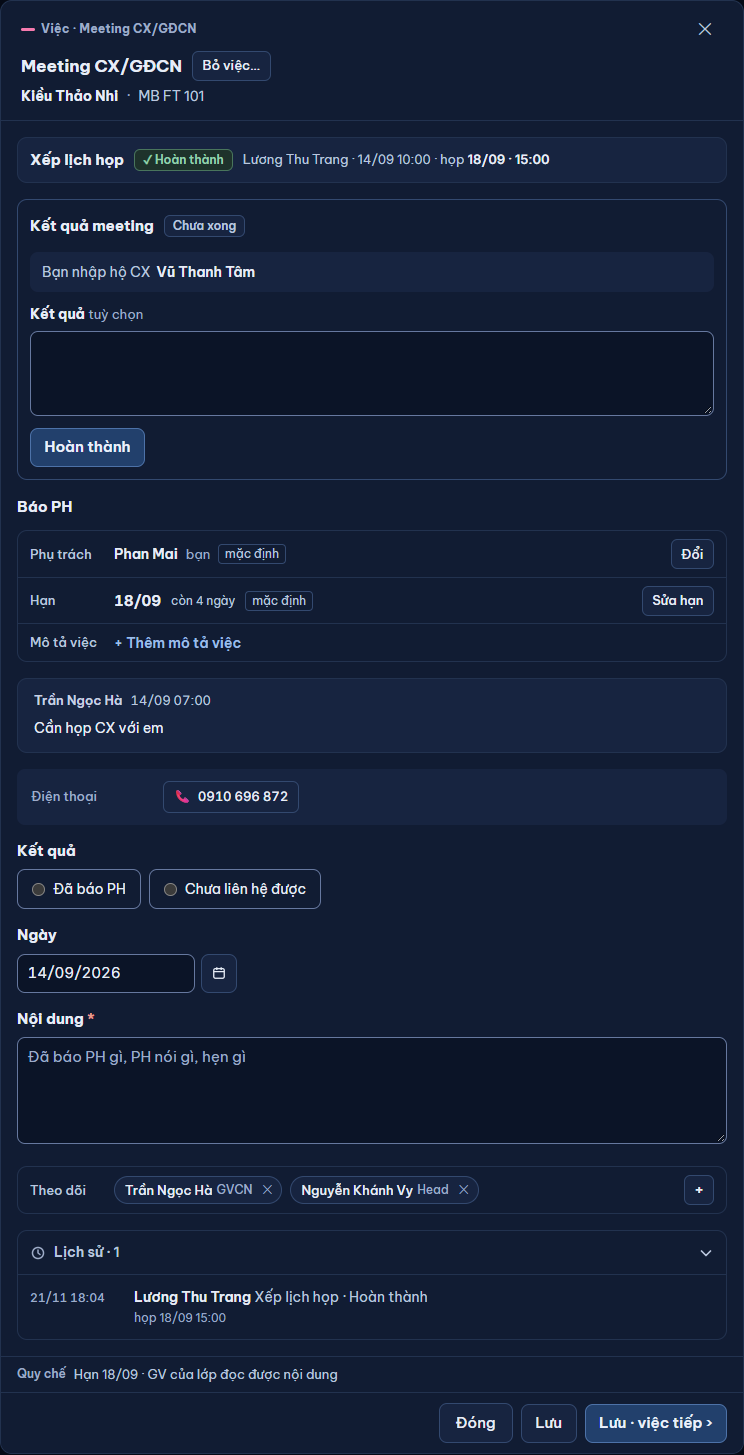 Việc · Meeting CX/GĐCN
Meeting CX/GĐCN Bỏ việc...
Kiều Thảo Nhi · MB FT 101
Xếp lịch họp ✓ Hoàn thành Lương Thu Trang · 14/09 10:00 · họp 18/09 · 15:00
Kết quả meeting Chưa xong
Bạn nhập hộ CX Vũ Thanh Tâm
Kết quả tuỳ chọn
Hoàn thành
Báo PH
Phụ trách Phan Mai bạn mặc định Đổi
Hạn 18/09 còn 4 ngày mặc định Sửa hạn
Mô tả việc + Thêm mô tả việc
Trần Ngọc Hà 14/09 07:00
Cần họp CX với em
Điện thoại 0910 696 872
Kết quả
Đã báo PH Chưa liên hệ được
Ngày
14/09/2026
Nội dung *
Đã báo PH gì, PH nói gì, hẹn gì
Theo dõi Trần Ngọc Hà GVCN × Nguyễn Khánh Vy Head × +
Lịch sử · 1
21/11 18:04 Lương Thu Trang Xếp lịch họp · Hoàn thành
họp 18/09 15:00
Quy chế Hạn 18/09 · GV của lớp đọc được nội dung
Đóng Lưu Lưu · việc tiếp ›